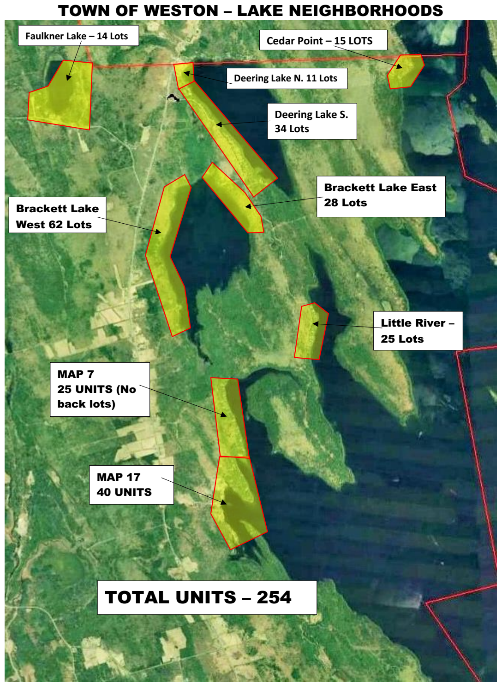 TOWN OF WESTON – LAKE NEIGHBORHOODS
Faulkner Lake – 14 Lots
Cedar Point – 15 LOTS
Deering Lake N. 11 Lots
Deering Lake S.
34 Lots
Brackett Lake East
28 Lots
Brackett Lake
West 62 Lots
Little River –
25 Lots
MAP 7
25 UNITS (No
back lots)
MAP 17
40 UNITS
TOTAL UNITS – 254